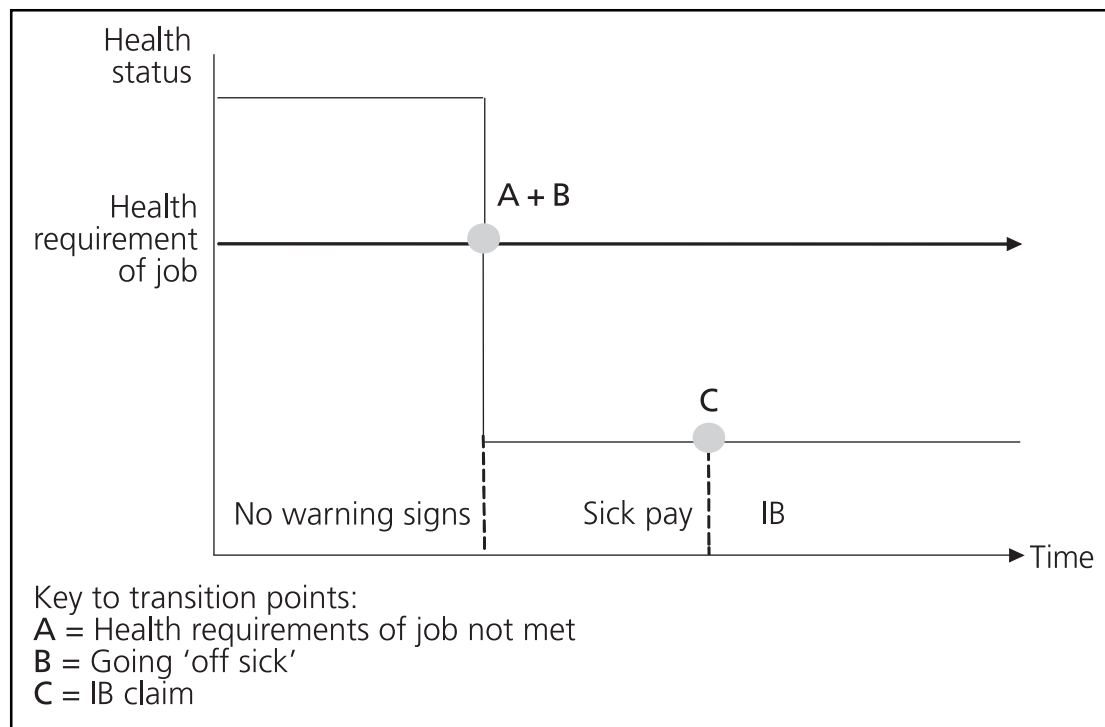 Health
status
A + B
Health
requirement
of job
C
No warning signs
Sick pay
IB
Time
Key to transition points:
A = Health requirements of job not met
B = Going ‘off sick’
C = IB claim